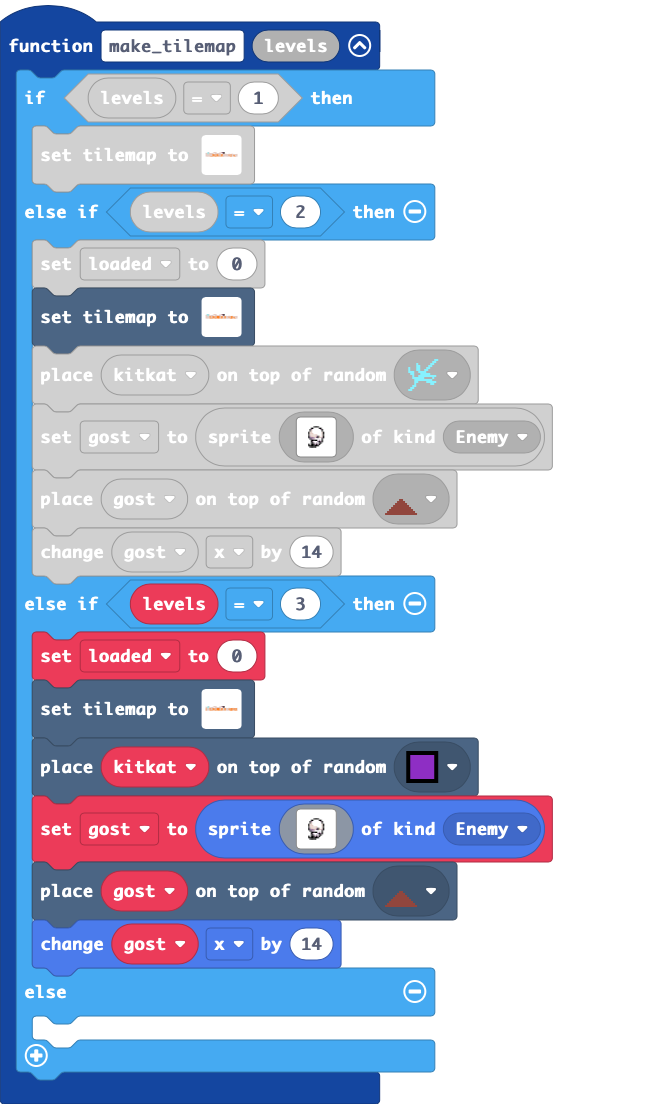 function make_tilemap levels
if levels = 1 then
set tilemap to
else if levels = 2 then
set loaded to 0
set tilemap to
place kitkat on top of random
set gost to sprite of kind Enemy
place gost on top of random
change gost x by 14
else if levels = 3 then
set loaded to 0
set tilemap to
place kitkat on top of random
set gost to sprite of kind Enemy
place gost on top of random
change gost x by 14
else